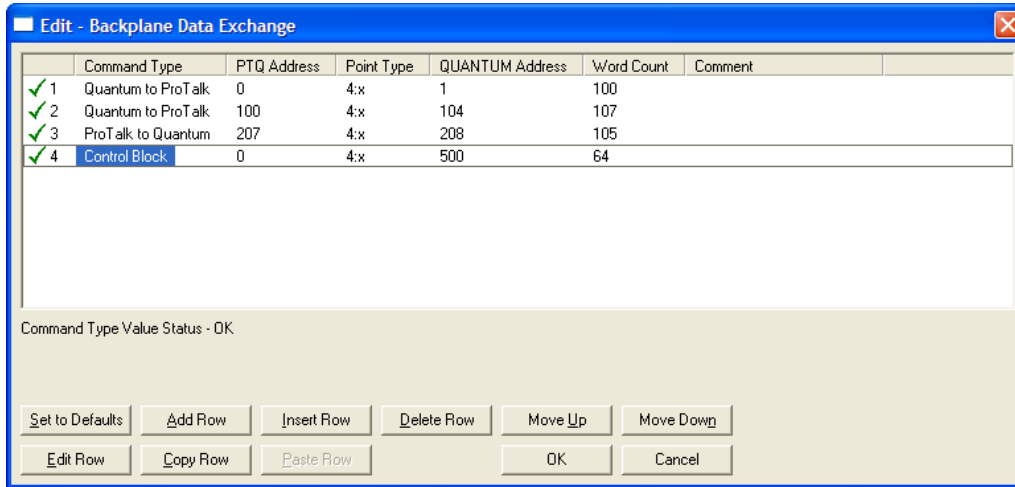 Edit - Backplane Data Exchange
Command Type PTQ Address Point Type QUANTUM Address Word Count Comment
1 Quantum to ProTalk 0 4:x 1 100
2 Quantum to ProTalk 100 4:x 104 107
3 ProTalk to Quantum 207 4:x 208 105
4 Control Block 0 4:x 500 64
Command Type Value Status - OK
Set to Defaults Add Row Insert Row Delete Row Move Up Move Down
Edit Row Copy Row Paste Row OK Cancel